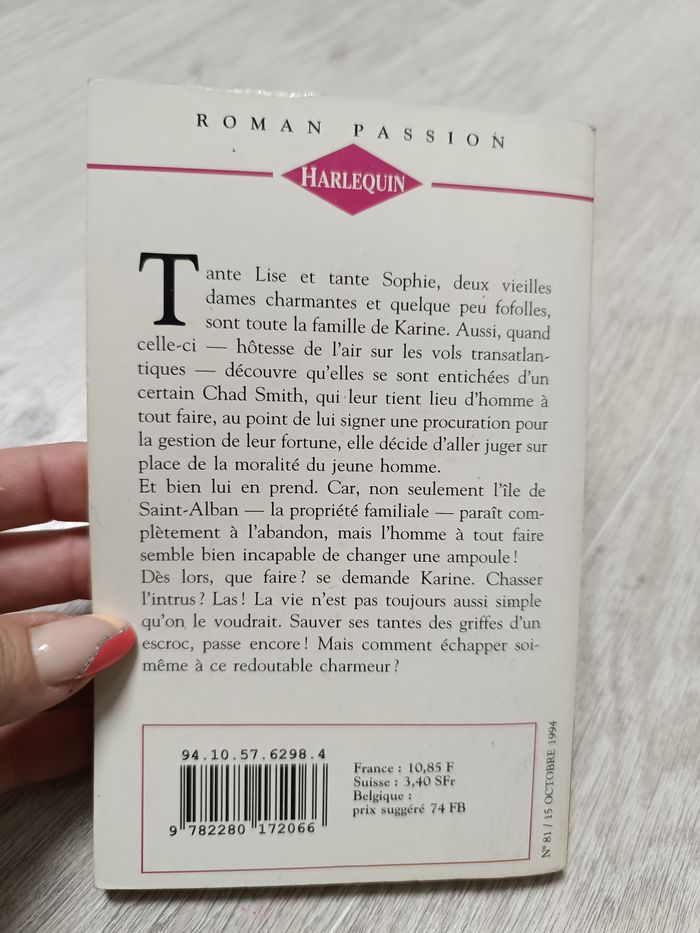 ROMAN PASSION
HARLEQUIN
Tante Lise et tante Sophie, deux vieilles
dames charmantes et quelque peu fofolles,
sont toute la famille de Karine. Aussi, quand
celle-ci — hôtesse de l'air sur les vols transatlan-
tiques — découvre qu'elles se sont entichées d'un
certain Chad Smith, qui leur tient lieu d'homme à
tout faire, au point de lui signer une procuration pour
la gestion de leur fortune, elle décide d'aller juger sur
place de la moralité du jeune homme.
Et bien lui en prend. Car, non seulement l'île de
Saint-Alban — la propriété familiale — paraît com-
plètement à l'abandon, mais l'homme à tout faire
semble bien incapable de changer une ampoule !
Dès lors, que faire ? se demande Karine. Chasser
l'intrus ? Las ! La vie n'est pas toujours aussi simple
qu'on le voudrait. Sauver ses tantes des griffes d'un
escroc, passe encore ! Mais comment échapper soi-
même à ce redoutable charmeur ?
94.10.57.6298.4
9 782280 172066
France : 10,85 F
Suisse : 3,40 SFr
Belgique :
prix suggéré 74 FB
N° 81 / 15 OCTOBRE 1994